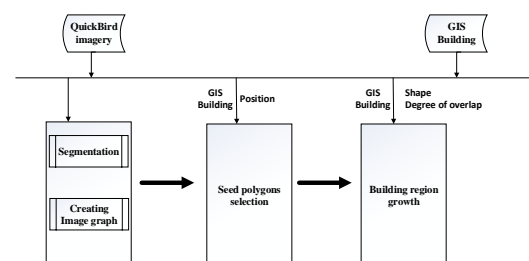 QuickBird
imagery
GIS
Building
GIS
Building
Position
GIS
Building
Shape
Degree of overlap
Segmentation
Creating
Image graph
Seed polygons
selection
Building region
growth